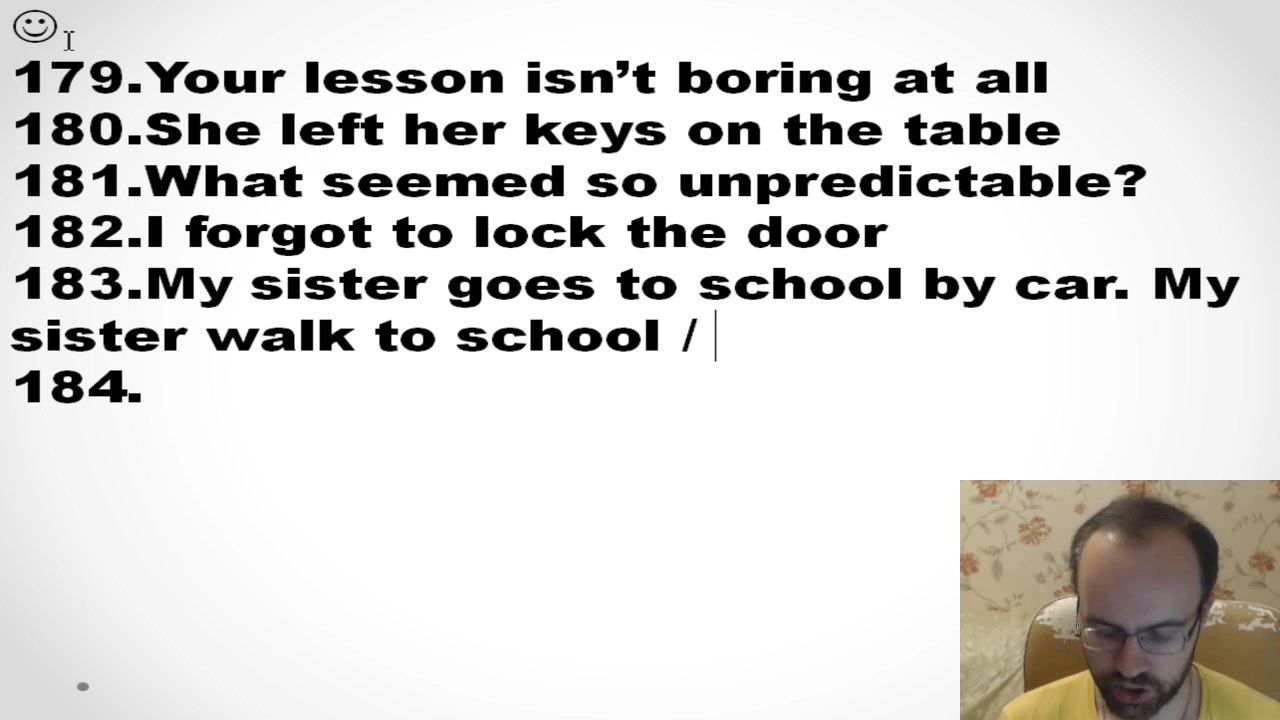 179.Your lesson isn’t boring at all
180.She left her keys on the table
181.What seemed so unpredictable?
182.I forgot to lock the door
183.My sister goes to school by car. My
sister walk to school /
184.